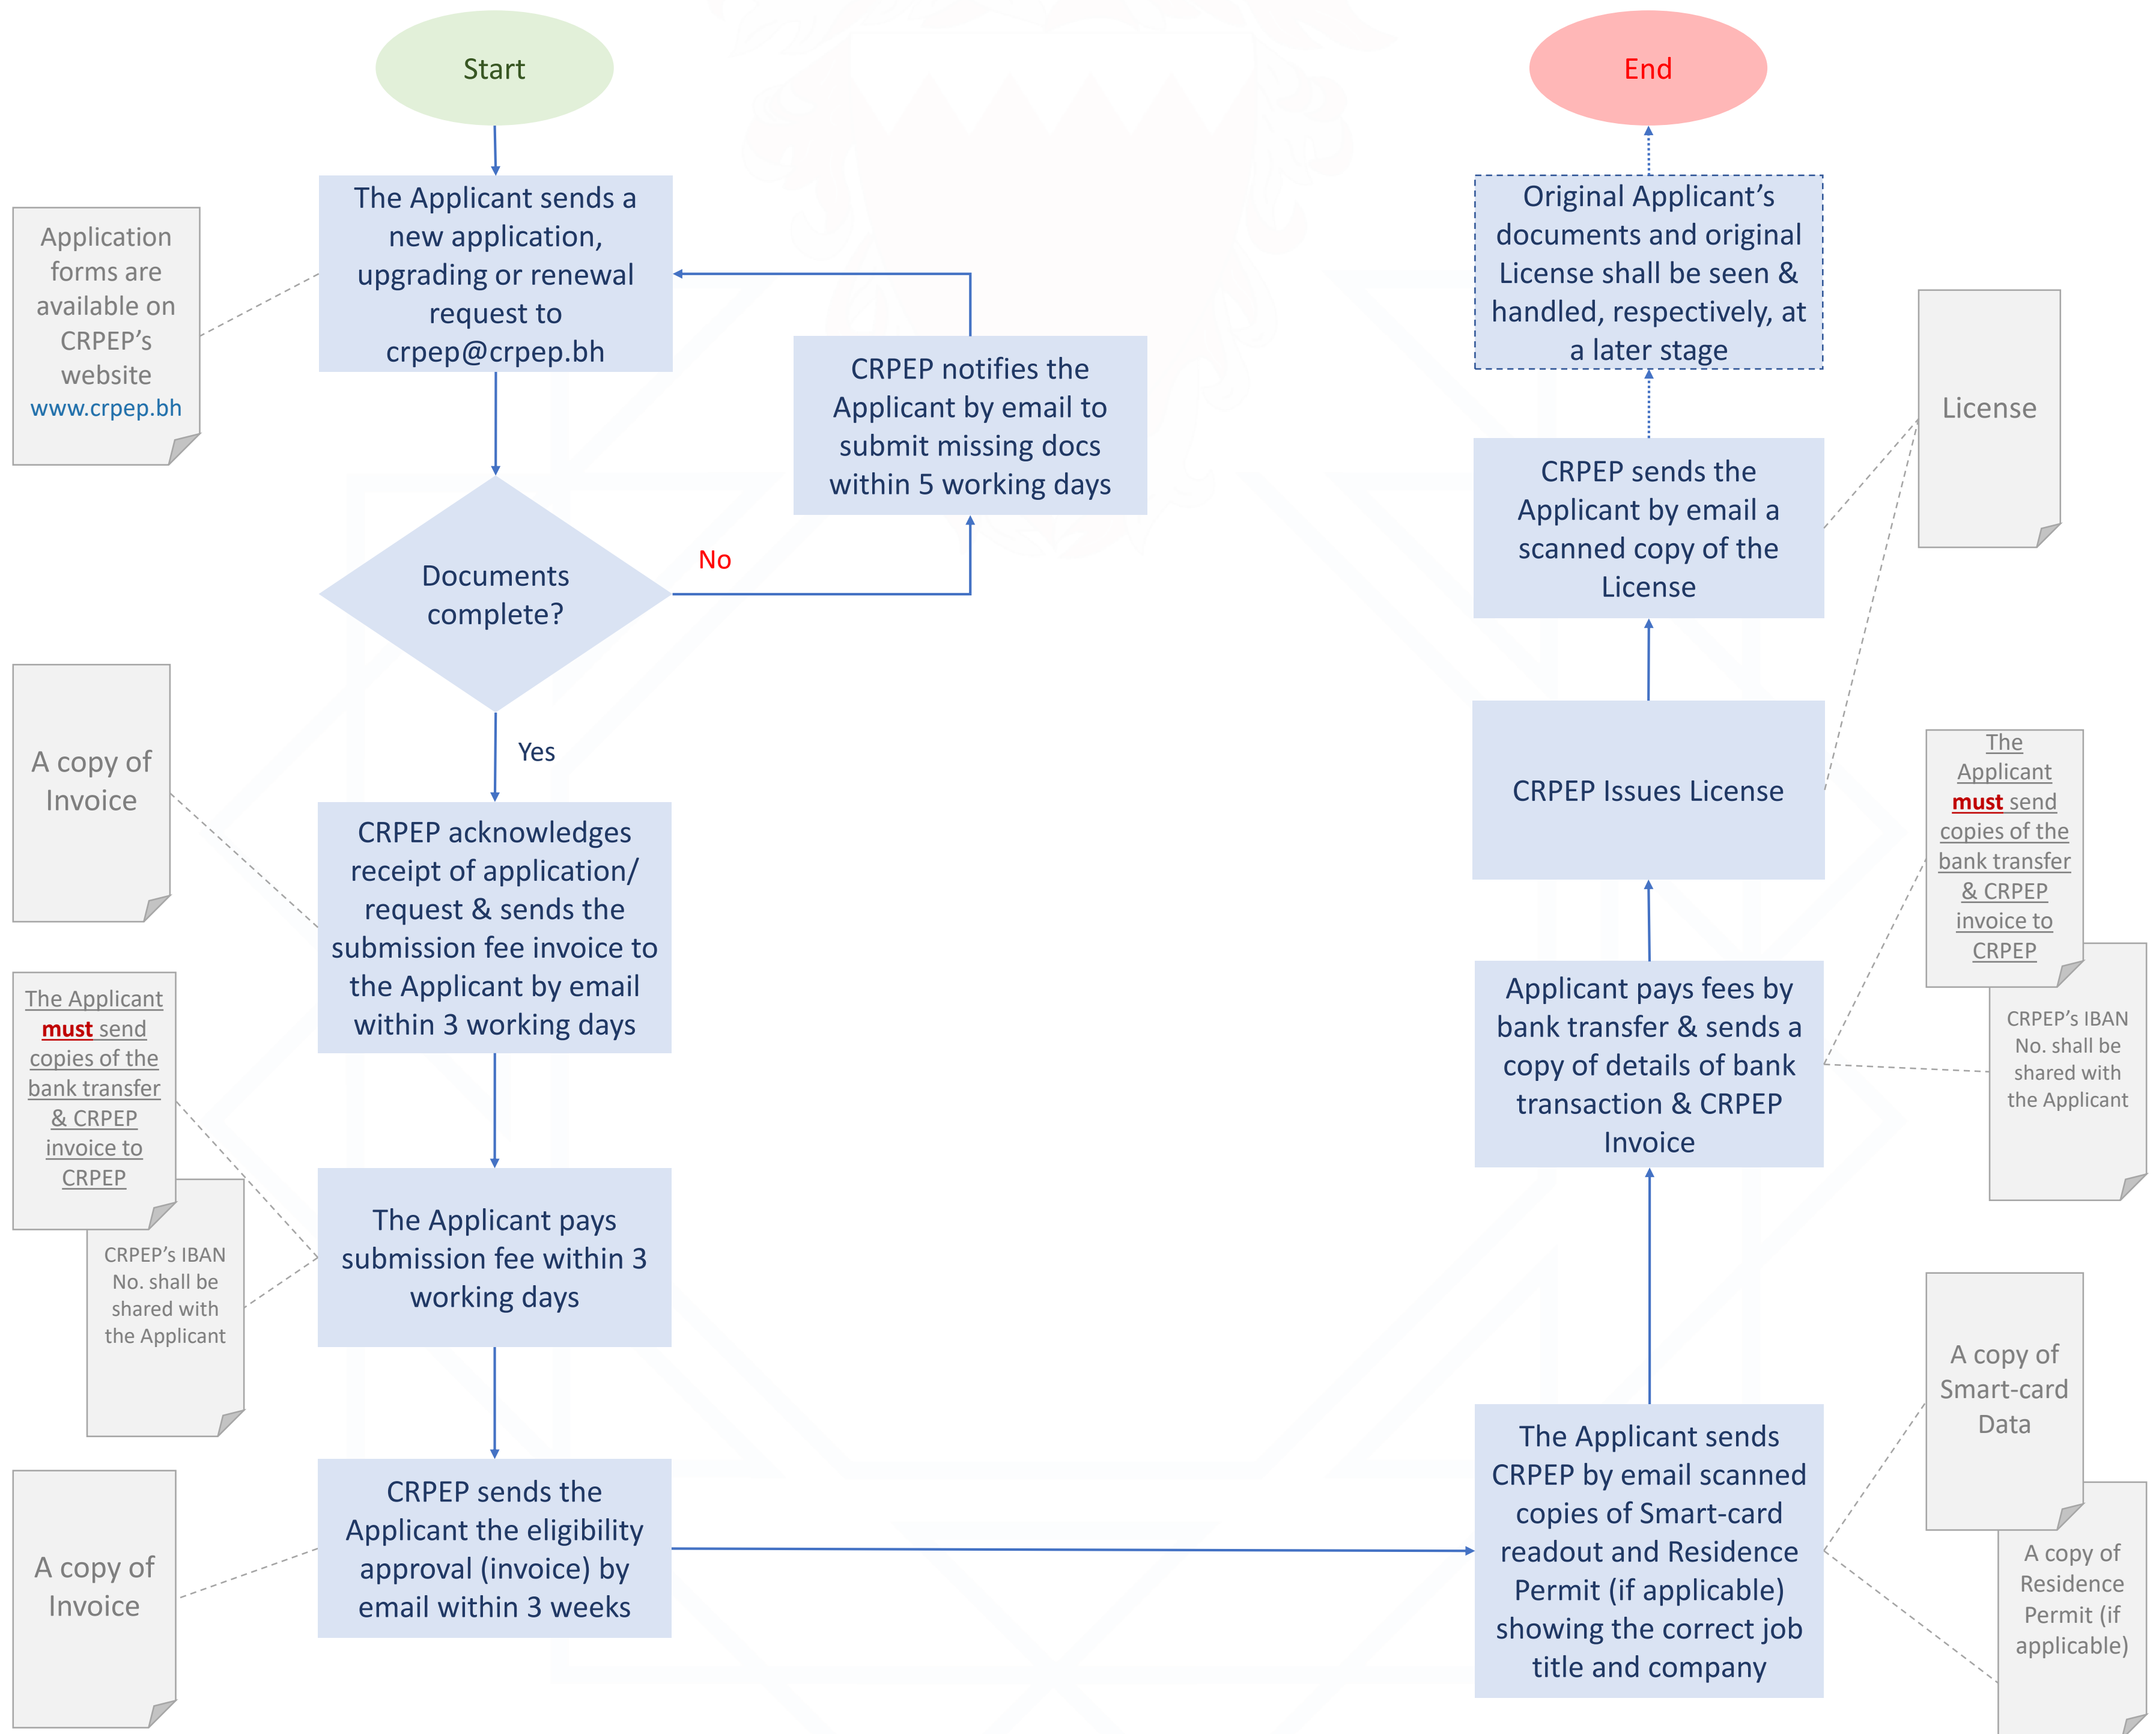 Start
The Applicant sends a
new application,
upgrading or renewal
request to
crpep@crpep.bh
Application
forms are
available on
CRPEP's
website
www.crpep.bh
CRPEP notifies the
Applicant by email to
submit missing docs
within 5 working days
No
Documents
complete?
Yes
A copy of
Invoice
CRPEP acknowledges
receipt of application/
request & sends the
submission fee invoice to
the Applicant by email
within 3 working days
The Applicant
must send
copies of the
bank transfer
& CRPEP
invoice to
CRPEP
CRPEP's IBAN
No. shall be
shared with
the Applicant
The Applicant pays
submission fee within 3
working days
A copy of
Invoice
CRPEP sends the
Applicant the eligibility
approval (invoice) by
email within 3 weeks
The Applicant sends
CRPEP by email scanned
copies of Smart-card
readout and Residence
Permit (if applicable)
showing the correct job
title and company
A copy of
Smart-card
Data
A copy of
Residence
Permit (if
applicable)
Applicant pays fees by
bank transfer & sends a
copy of details of bank
transaction & CRPEP
Invoice
The
Applicant
must send
copies of the
bank transfer
& CRPEP
invoice to
CRPEP
CRPEP's IBAN
No. shall be
shared with
the Applicant
CRPEP Issues License
CRPEP sends the
Applicant by email a
scanned copy of the
License
License
Original Applicant's
documents and original
License shall be seen &
handled, respectively, at
a later stage
End